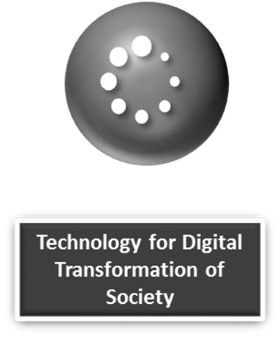 Technology for Digital
Transformation of
Society